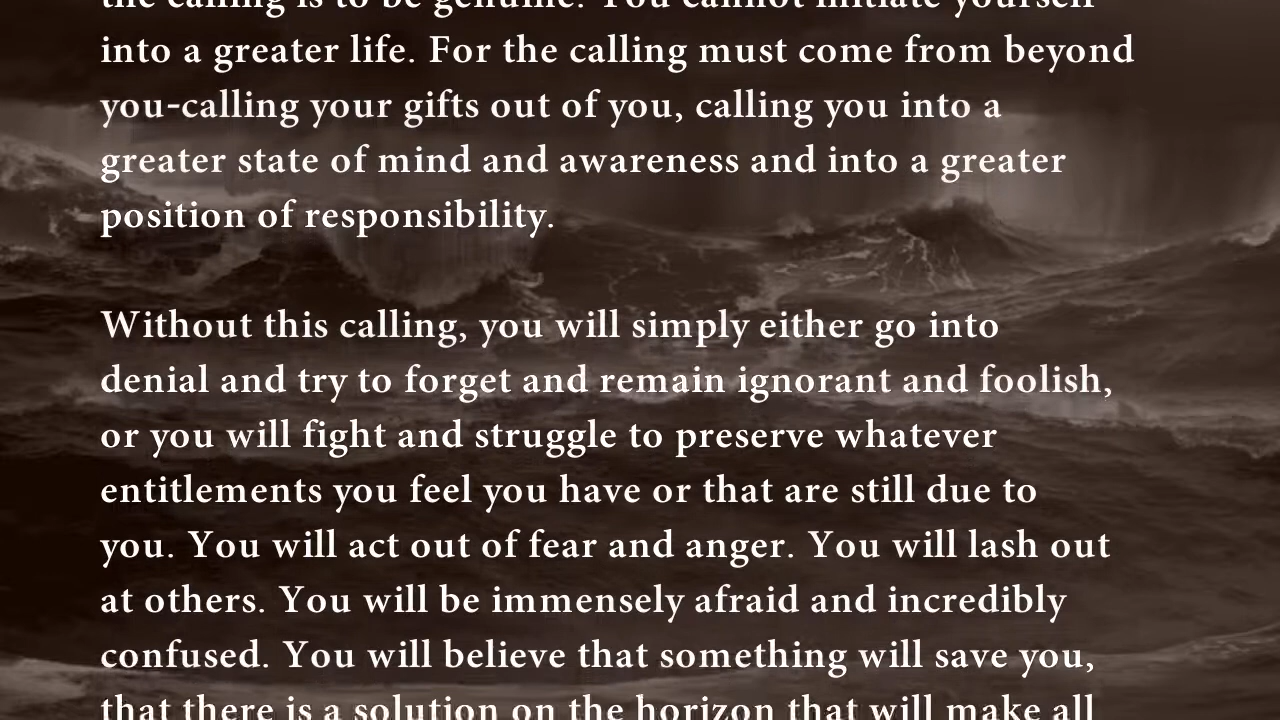 the calling is to be genuine. You cannot initiate yourself
into a greater life. For the calling must come from beyond
you-calling your gifts out of you, calling you into a
greater state of mind and awareness and into a greater
position of responsibility.
Without this calling, you will simply either go into
denial and try to forget and remain ignorant and foolish,
or you will fight and struggle to preserve whatever
entitlements you feel you have or that are still due to
you. You will act out of fear and anger. You will lash out
at others. You will be immensely afraid and incredibly
confused. You will believe that something will save you,
that there is a solution on the horizon that will make all